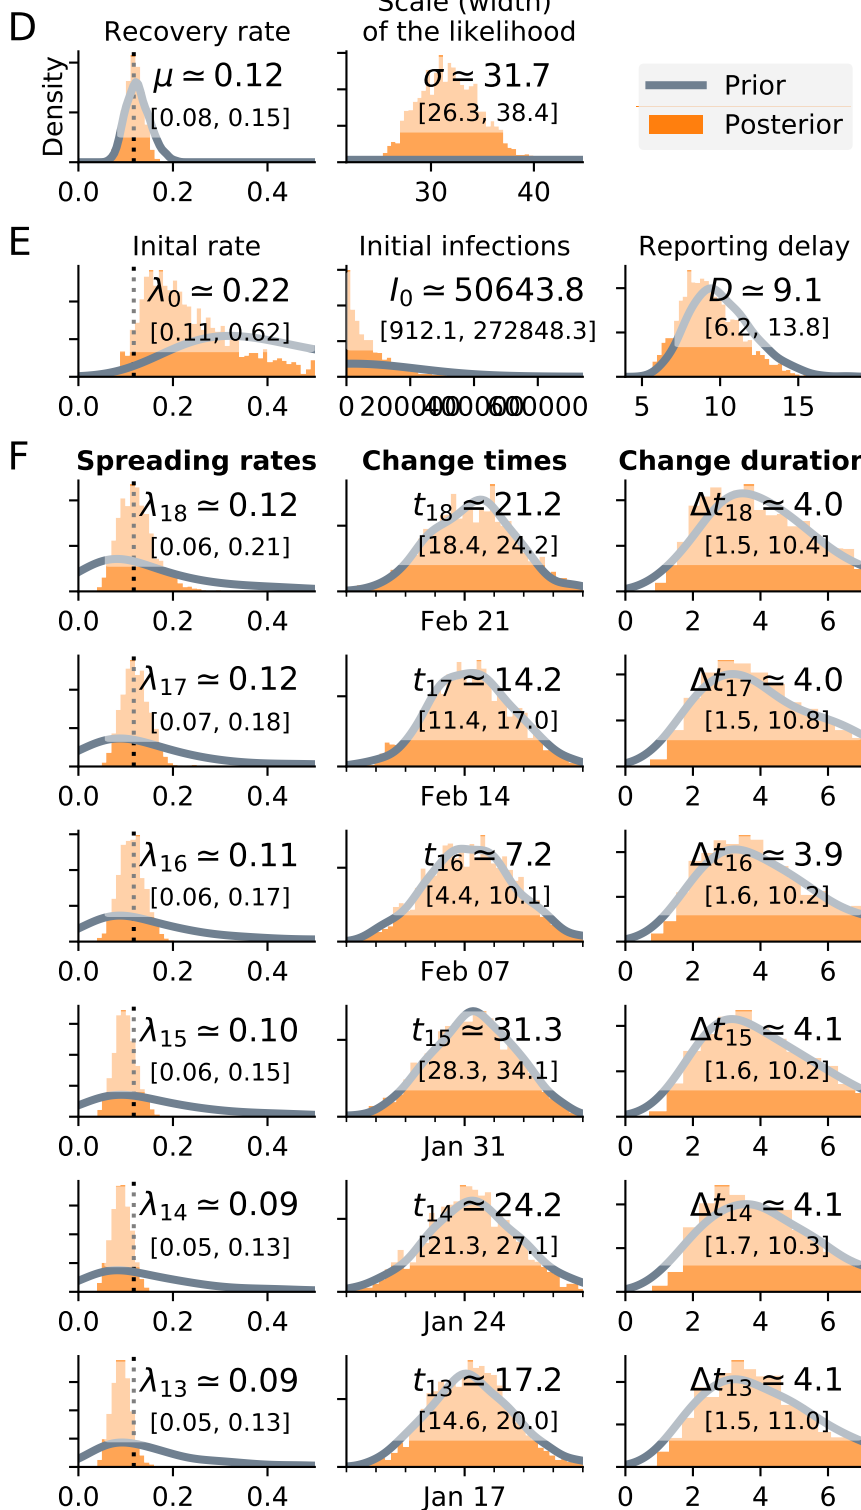 D
Scale (width)
Recovery rate
of the likelihood
Density
μ ≃ 0.12
[0.08, 0.15]
σ ≃ 31.7
[26.3, 38.4]
Prior
Posterior
0.0 0.2 0.4
30 40
E
Inital rate
Initial infections
Reporting delay
λ0 ≃ 0.22
[0.11, 0.62]
I0 ≃ 50643.8
[912.1, 272848.3]
D ≃ 9.1
[6.2, 13.8]
0.0 0.2 0.4
0 200000 400000 600000
5 10 15
F
Spreading rates
Change times
Change duration
λ18 ≃ 0.12
[0.06, 0.21]
t18 ≃ 21.2
[18.4, 24.2]
Δt18 ≃ 4.0
[1.5, 10.4]
0.0 0.2 0.4
Feb 21
0 2 4 6
λ17 ≃ 0.12
[0.07, 0.18]
t17 ≃ 14.2
[11.4, 17.0]
Δt17 ≃ 4.0
[1.5, 10.8]
0.0 0.2 0.4
Feb 14
0 2 4 6
λ16 ≃ 0.11
[0.06, 0.17]
t16 ≃ 7.2
[4.4, 10.1]
Δt16 ≃ 3.9
[1.6, 10.2]
0.0 0.2 0.4
Feb 07
0 2 4 6
λ15 ≃ 0.10
[0.06, 0.15]
t15 ≃ 31.3
[28.3, 34.1]
Δt15 ≃ 4.1
[1.6, 10.2]
0.0 0.2 0.4
Jan 31
0 2 4 6
λ14 ≃ 0.09
[0.05, 0.13]
t14 ≃ 24.2
[21.3, 27.1]
Δt14 ≃ 4.1
[1.7, 10.3]
0.0 0.2 0.4
Jan 24
0 2 4 6
λ13 ≃ 0.09
[0.05, 0.13]
t13 ≃ 17.2
[14.6, 20.0]
Δt13 ≃ 4.1
[1.5, 11.0]
0.0 0.2 0.4
Jan 17
0 2 4 6